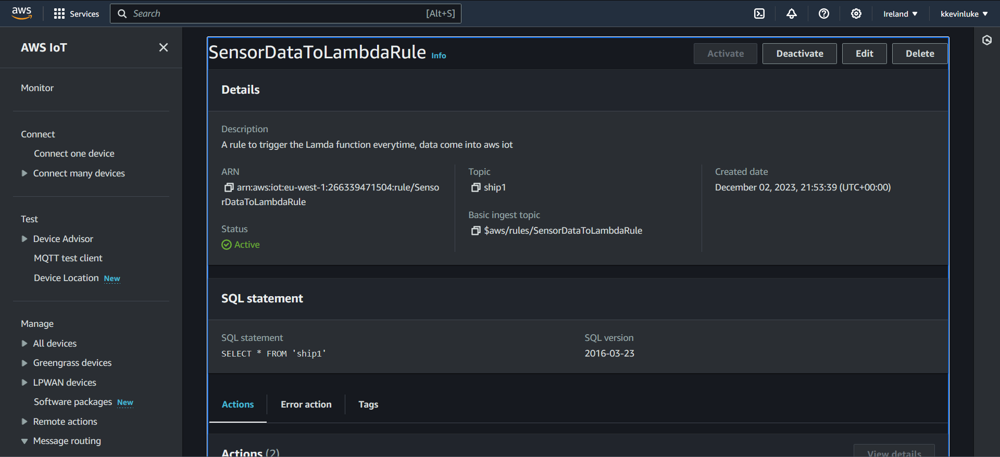 aws
Services
Search
[Alt+S]
Ireland
kkevinluke
AWS IoT
Monitor
Connect
Connect one device
Connect many devices
Test
Device Advisor
MQTT test client
Device Location New
Manage
All devices
Greengrass devices
LPWAN devices
Software packages New
Remote actions
Message routing
SensorDataToLambdaRule Info
Activate
Deactivate
Edit
Delete
Details
Description
A rule to trigger the Lamda function everytime, data come into aws iot
ARN
arn:aws:iot:eu-west-1:266339471504:rule/Senso
rDataToLambdaRule
Status
Active
Topic
ship1
Basic ingest topic
$aws/rules/SensorDataToLambdaRule
Created date
December 02, 2023, 21:53:39 (UTC+00:00)
SQL statement
SQL statement
SELECT * FROM 'ship1'
SQL version
2016-03-23
Actions
Error action
Tags
Actions (2)
View details